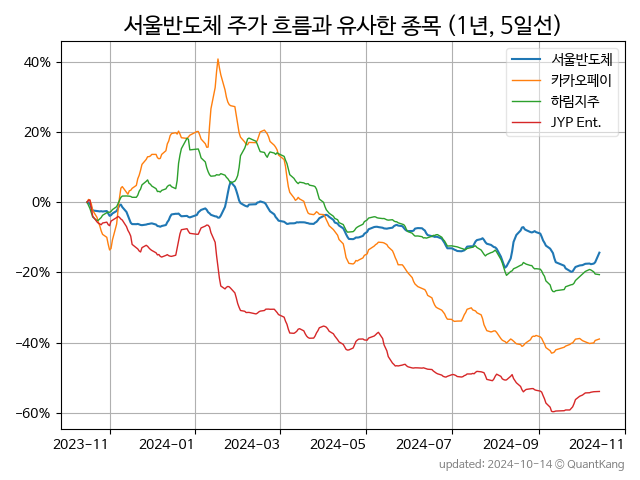 서울반도체 주가 흐름과 유사한 종목 (1년, 5일선)
서울반도체
카카오페이
하림지주
JYP Ent.
40%
20%
0%
−20%
−40%
−60%
2023-11
2024-01
2024-03
2024-05
2024-07
2024-09
2024-11
updated: 2024-10-14 © QuantKang